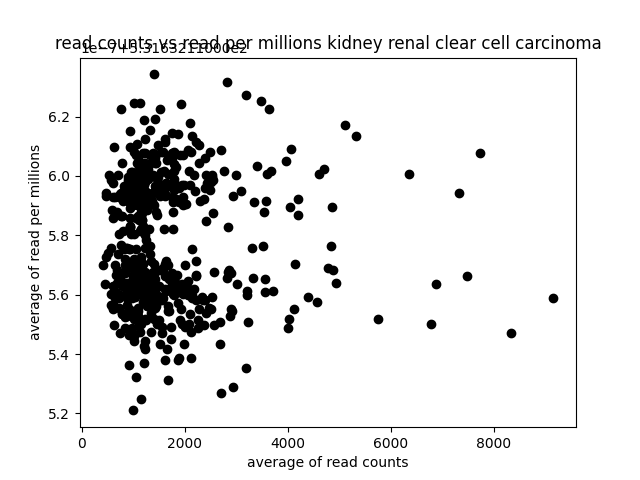 read counts vs read per millions kidney renal clear cell carcinoma
1e−7+5.3163211000e2
average of read per millions
6.2
6.0
5.8
5.6
5.4
5.2
0 2000 4000 6000 8000
average of read counts